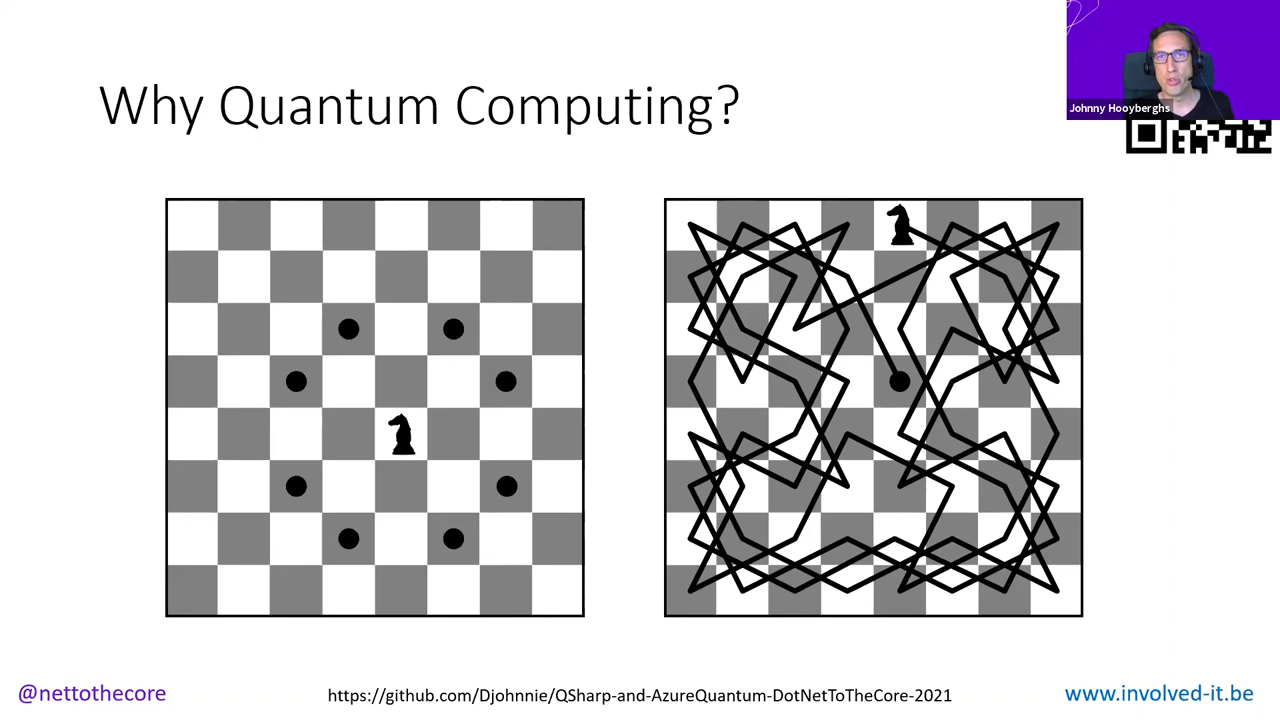 Why Quantum Computing?
Johnny Hooyberghs
@nettothecore
https://github.com/Djohnnie/QSharp-and-AzureQuantum-DotNetToTheCore-2021
www.involved-it.be